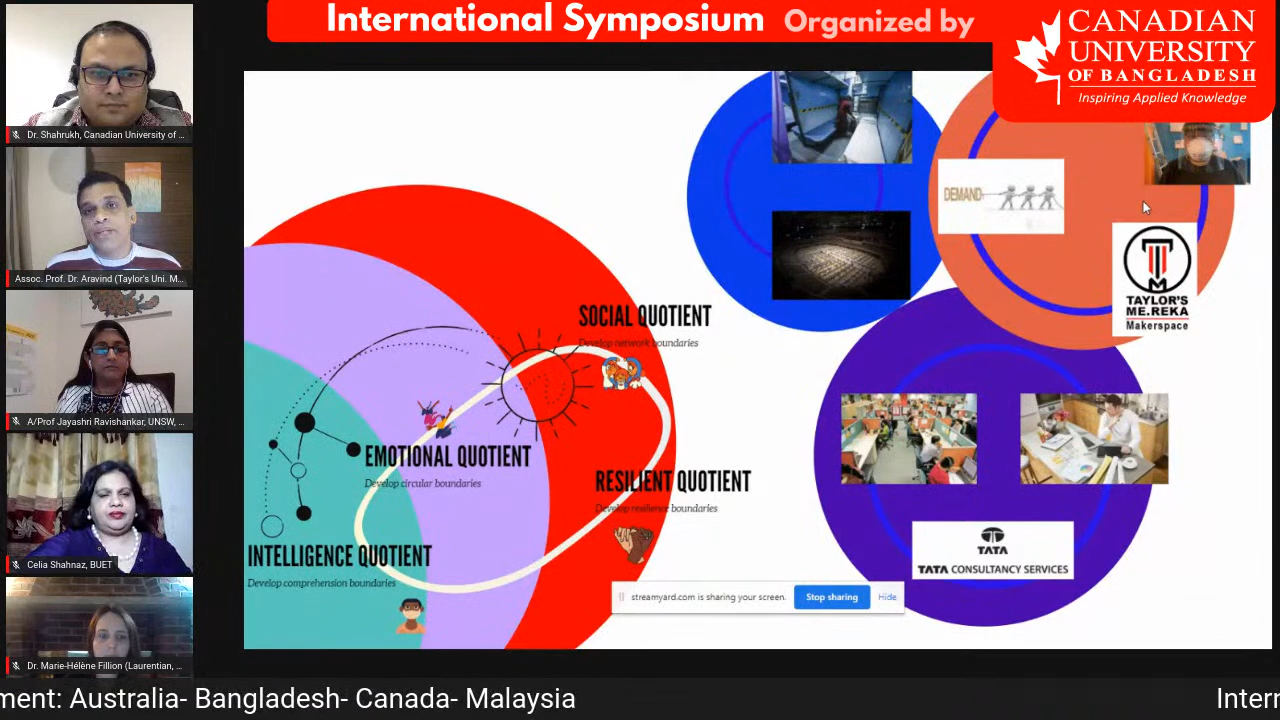 International Symposium Organized by
CANADIAN
UNIVERSITY
OF BANGLADESH
Inspiring Applied Knowledge
Dr. Shahrukh, Canadian University of ...
Assoc. Prof. Dr. Aravind (Taylor's Uni. M...
A/Prof Jayashri Ravishankar, UNSW, ...
Celia Shahnaz, BUET
Dr. Marie-Hélène Fillion (Laurentian, ...
SOCIAL QUOTIENT
Develop network boundaries
EMOTIONAL QUOTIENT
Develop circular boundaries
RESILIENT QUOTIENT
Develop resilience boundaries
INTELLIGENCE QUOTIENT
Develop comprehension boundaries
DEMAND
TAYLOR'S
ME.REKA
Makerspace
TATA
TATA CONSULTANCY SERVICES
streamyard.com is sharing your screen.
Stop sharing
Hide
ment: Australia- Bangladesh- Canada- Malaysia
Intern